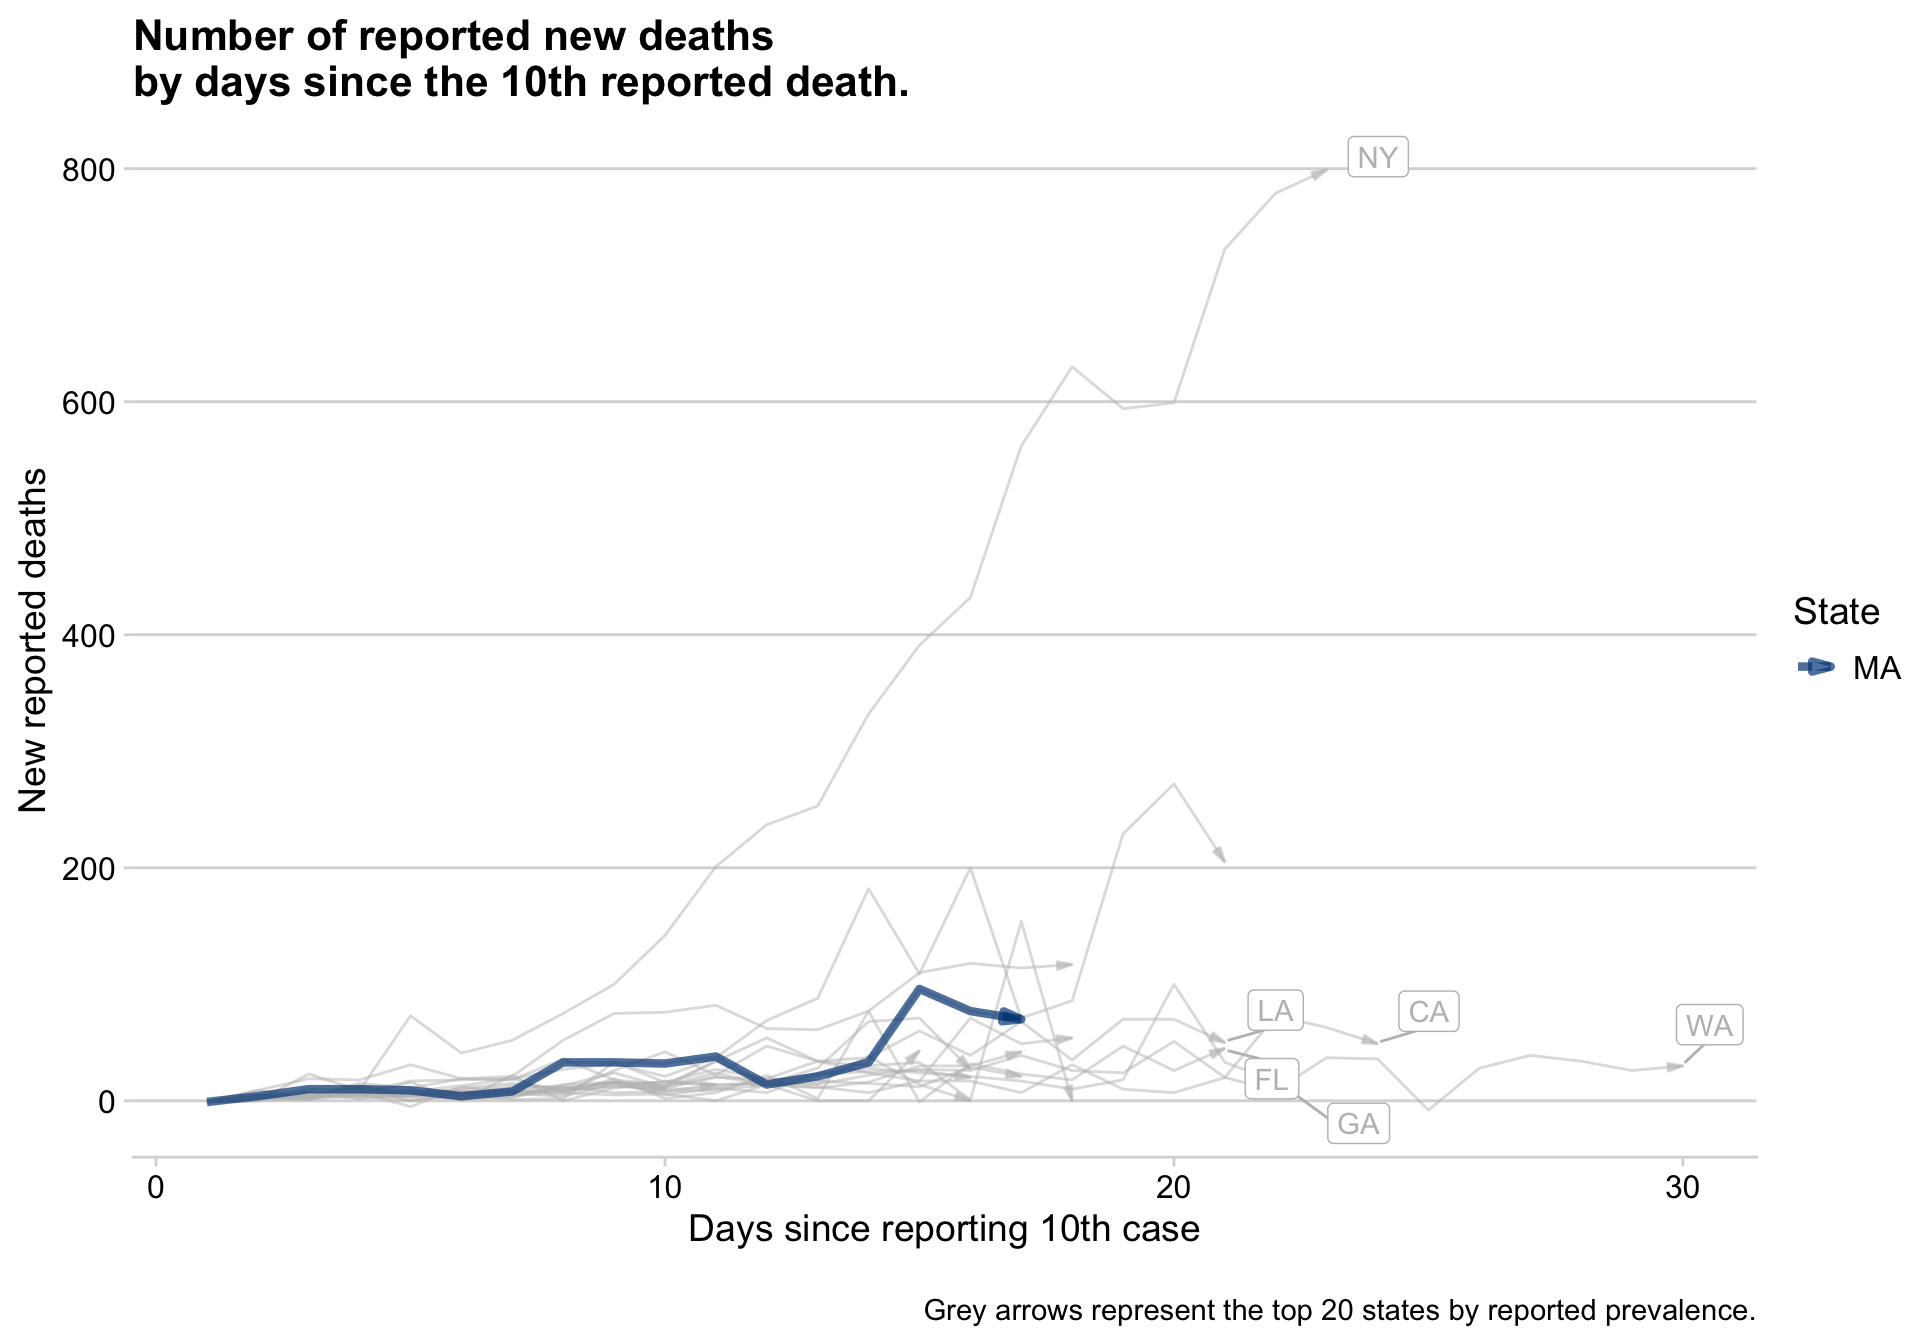 Number of reported new deaths
by days since the 10th reported death.
New reported deaths
800
600
400
200
0
NY
LA
CA
WA
FL
GA
0 10 20 30
Days since reporting 10th case
State
MA
Grey arrows represent the top 20 states by reported prevalence.